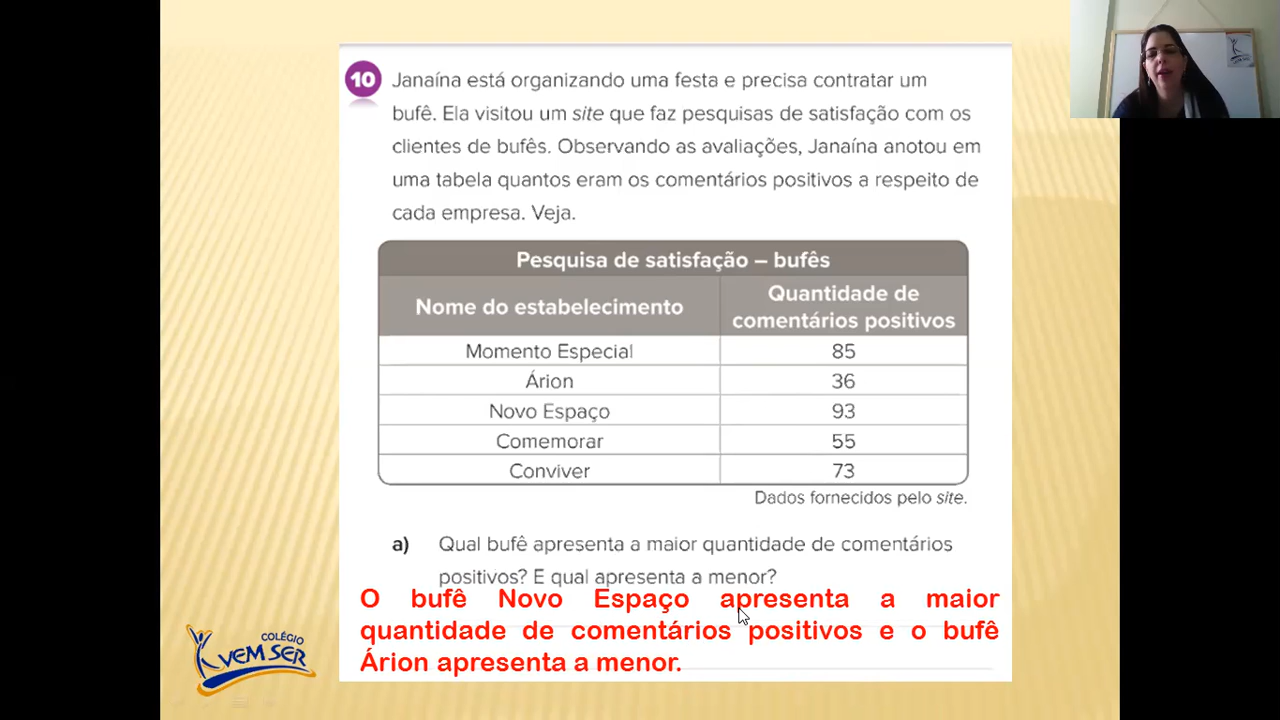 10 Janaína está organizando uma festa e precisa contratar um
bufê. Ela visitou um site que faz pesquisas de satisfação com os
clientes de bufês. Observando as avaliações, Janaína anotou em
uma tabela quantos eram os comentários positivos a respeito de
cada empresa. Veja.
Pesquisa de satisfação – bufês
Nome do estabelecimento
Quantidade de
comentários positivos
Momento Especial 85
Árion 36
Novo Espaço 93
Comemorar 55
Conviver 73
Dados fornecidos pelo site.
a) Qual bufê apresenta a maior quantidade de comentários
positivos? E qual apresenta a menor?
O bufê Novo Espaço apresenta a maior
quantidade de comentários positivos e o bufê
Árion apresenta a menor.
COLÉGIO
VEM SER